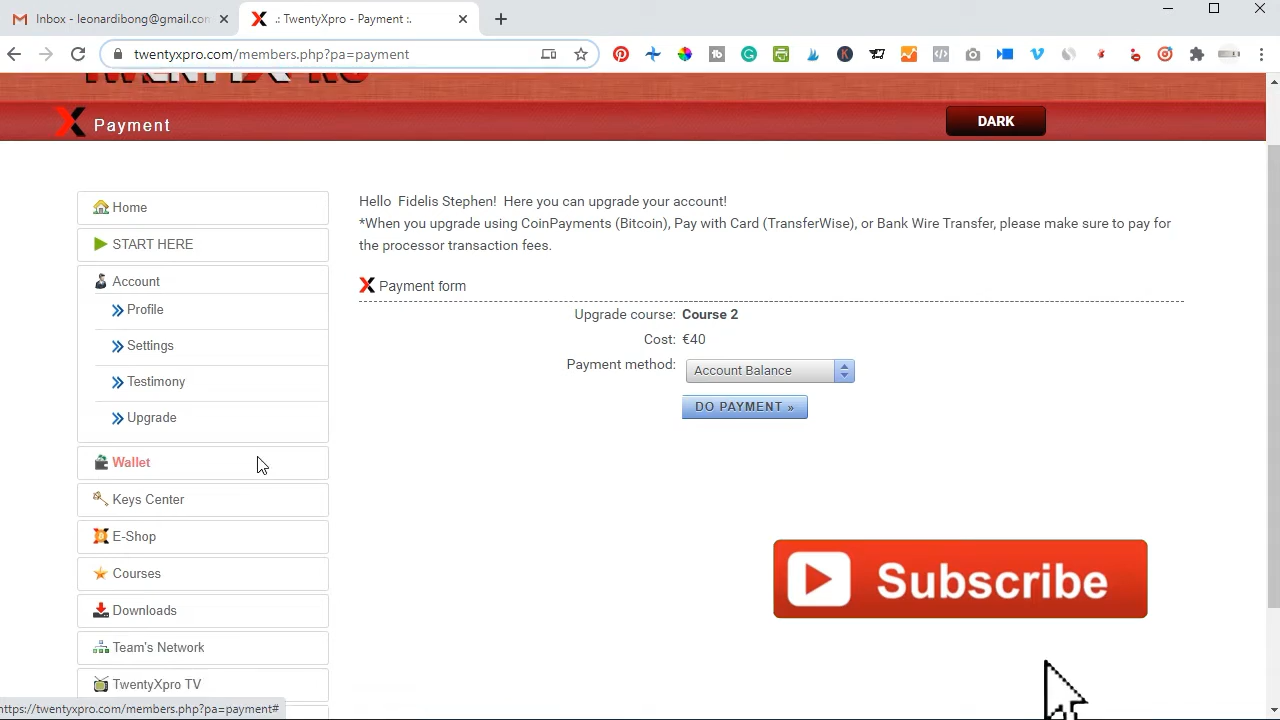 Inbox - leonardibong@gmail.con
.: TwentyXpro - Payment :.
twentyxpro.com/members.php?pa=payment
TWENTYXPRO
Payment
DARK
Home
START HERE
Account
Profile
Settings
Testimony
Upgrade
Wallet
Keys Center
E-Shop
Courses
Downloads
Team's Network
TwentyXpro TV
Hello Fidelis Stephen! Here you can upgrade your account!
*When you upgrade using CoinPayments (Bitcoin), Pay with Card (TransferWise), or Bank Wire Transfer, please make sure to pay for
the processor transaction fees.
Payment form
Upgrade course: Course 2
Cost: €40
Payment method: Account Balance
DO PAYMENT »
Subscribe
https://twentyxpro.com/members.php?pa=payment#